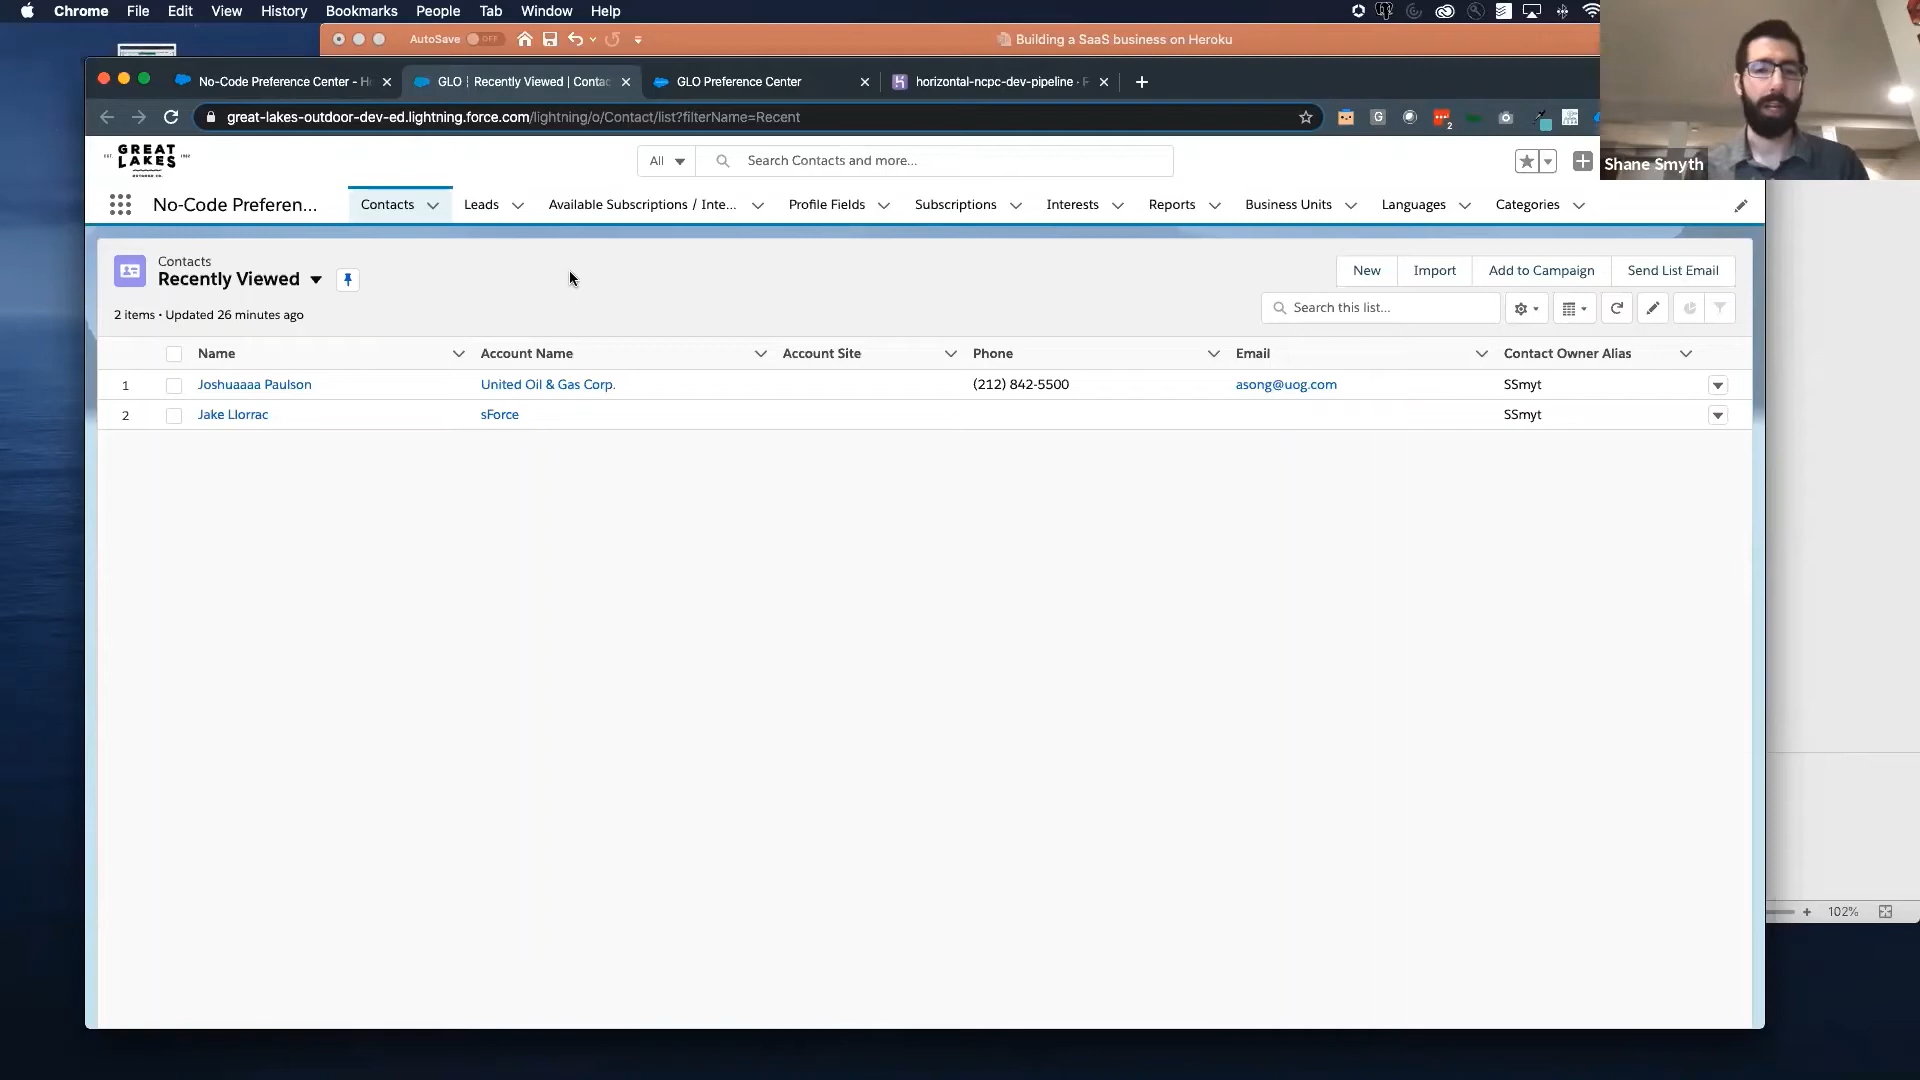 Chrome File Edit View History Bookmarks People Tab Window Help
AutoSave OFF
Building a SaaS business on Heroku
No-Code Preference Center - H
GLO | Recently Viewed | Contac
GLO Preference Center
horizontal-ncpc-dev-pipeline ·
great-lakes-outdoor-dev-ed.lightning.force.com/lightning/o/Contact/list?filterName=Recent
2
Shane Smyth
GREAT
LAKES
All
Search Contacts and more...
No-Code Preferen...
Contacts Leads Available Subscriptions / Inte... Profile Fields Subscriptions Interests Reports Business Units Languages Categories
Contacts
Recently Viewed
New Import Add to Campaign Send List Email
2 items • Updated 26 minutes ago
Search this list...
Name Account Name Account Site Phone Email Contact Owner Alias
1 Joshuaaaa Paulson United Oil & Gas Corp. (212) 842-5500 asong@uog.com SSmyt
2 Jake Llorrac sForce SSmyt
102%